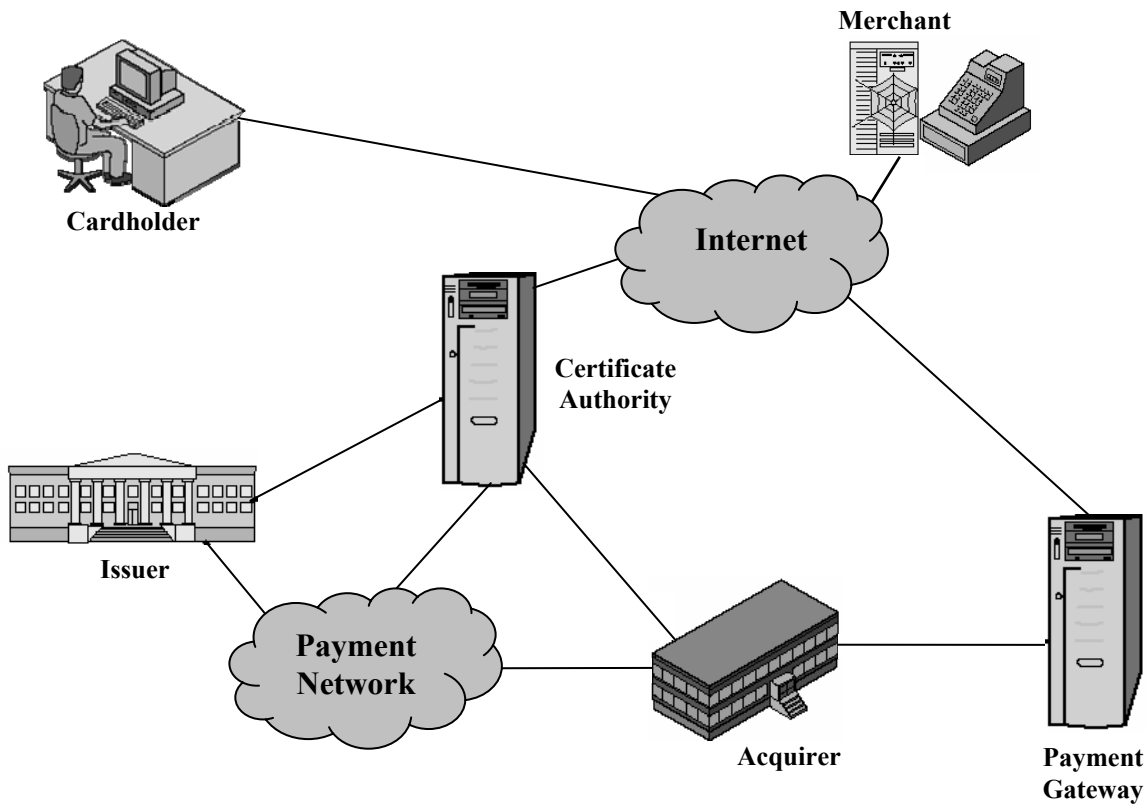 Merchant
Cardholder
Internet
Certificate
Authority
Issuer
Payment
Network
Acquirer
Payment
Gateway